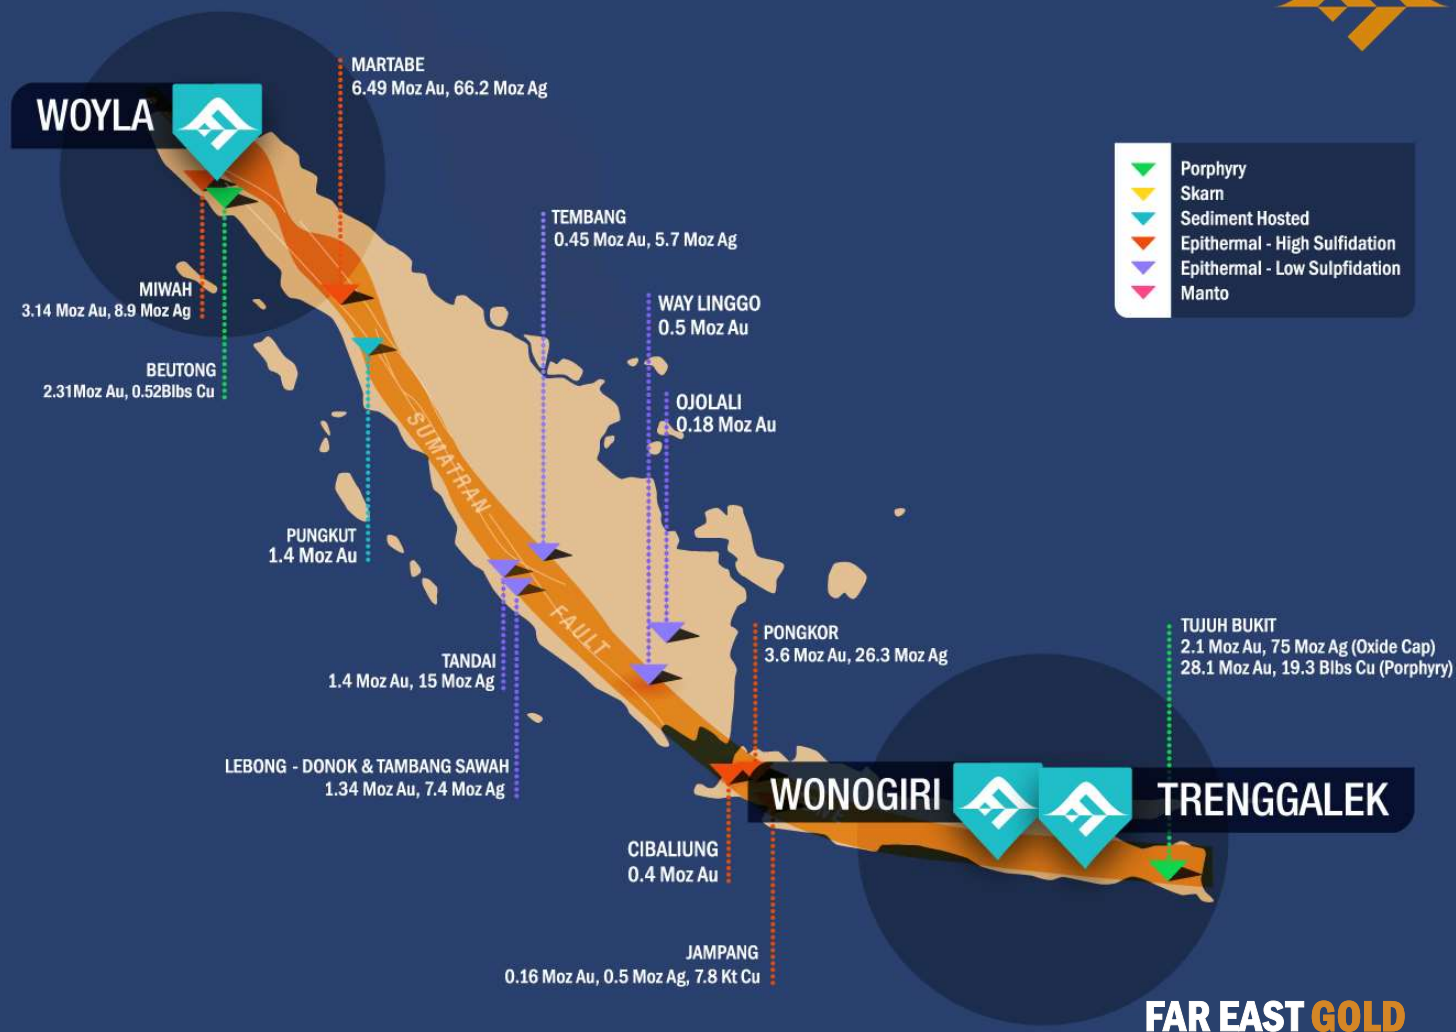 WOYLA
MARTABE
6.49 Moz Au, 66.2 Moz Ag
Porphyry
Skarn
Sediment Hosted
Epithermal - High Sulfidation
Epithermal - Low Sulpfidation
Manto
TEMBANG
0.45 Moz Au, 5.7 Moz Ag
MIWAH
3.14 Moz Au, 8.9 Moz Ag
WAY LINGGO
0.5 Moz Au
BEUTONG
2.31Moz Au, 0.52Blbs Cu
OJOLALI
0.18 Moz Au
SUMATRAN
FAULT
PUNGKUT
1.4 Moz Au
TANDAI
1.4 Moz Au, 15 Moz Ag
PONGKOR
3.6 Moz Au, 26.3 Moz Ag
TUJUH BUKIT
2.1 Moz Au, 75 Moz Ag (Oxide Cap)
28.1 Moz Au, 19.3 Blbs Cu (Porphyry)
LEBONG - DONOK & TAMBANG SAWAH
1.34 Moz Au, 7.4 Moz Ag
WONOGIRI
TRENGGALEK
CIBALIUNG
0.4 Moz Au
JAMPANG
0.16 Moz Au, 0.5 Moz Ag, 7.8 Kt Cu
FAR EAST GOLD